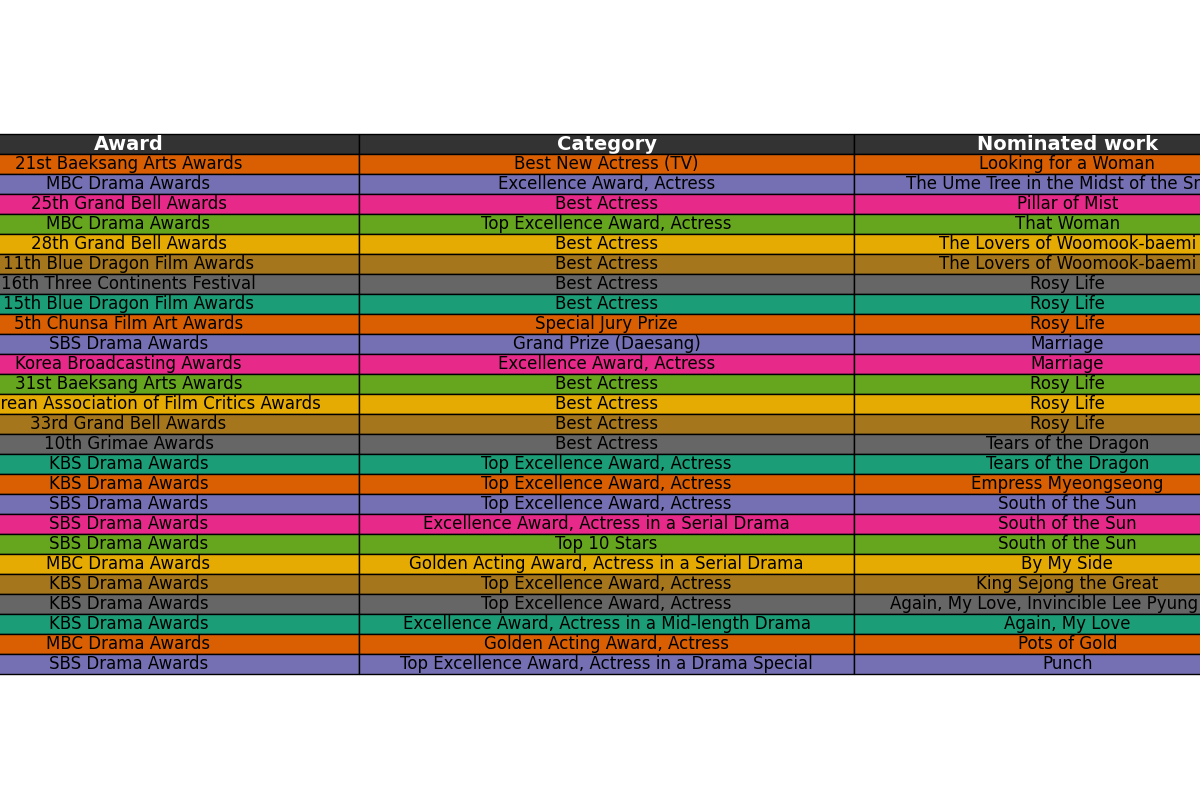 Award Category Nominated work
21st Baeksang Arts Awards Best New Actress (TV) Looking for a Woman
MBC Drama Awards Excellence Award, Actress The Ume Tree in the Midst of the
25th Grand Bell Awards Best Actress Pillar of Mist
MBC Drama Awards Top Excellence Award, Actress That Woman
28th Grand Bell Awards Best Actress The Lovers of Woomook-baemi
11th Blue Dragon Film Awards Best Actress The Lovers of Woomook-baemi
16th Three Continents Festival Best Actress Rosy Life
15th Blue Dragon Film Awards Best Actress Rosy Life
5th Chunsa Film Art Awards Special Jury Prize Rosy Life
SBS Drama Awards Grand Prize (Daesang) Marriage
Korea Broadcasting Awards Excellence Award, Actress Marriage
31st Baeksang Arts Awards Best Actress Rosy Life
Association of Film Critics Awards Best Actress Rosy Life
33rd Grand Bell Awards Best Actress Rosy Life
10th Grimae Awards Best Actress Tears of the Dragon
KBS Drama Awards Top Excellence Award, Actress Tears of the Dragon
KBS Drama Awards Top Excellence Award, Actress Empress Myeongseong
SBS Drama Awards Top Excellence Award, Actress South of the Sun
SBS Drama Awards Excellence Award, Actress in a Serial Drama South of the Sun
SBS Drama Awards Top 10 Stars South of the Sun
MBC Drama Awards Golden Acting Award, Actress in a Serial Drama By My Side
KBS Drama Awards Top Excellence Award, Actress King Sejong the Great
KBS Drama Awards Top Excellence Award, Actress Again, My Love, Invincible Lee Pyung
KBS Drama Awards Excellence Award, Actress in a Mid-length Drama Again, My Love
MBC Drama Awards Golden Acting Award, Actress Pots of Gold
SBS Drama Awards Top Excellence Award, Actress in a Drama Special Punch